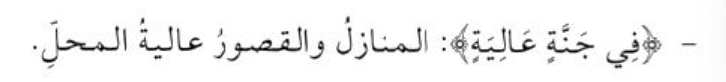 - ﴿فِي جَنَّةٍ عَالِيَةٍ﴾: المنازلُ والقصورُ عاليةُ المحلِّ.